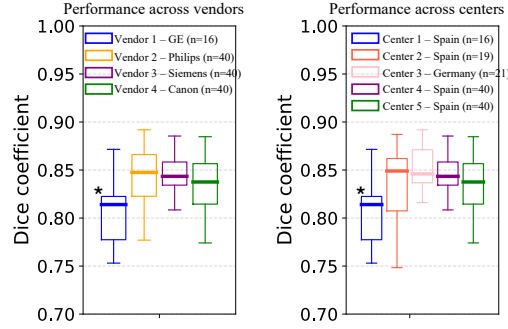 Performance across vendors
Dice coefficient
1.00
0.95
0.90
0.85
0.80
0.75
0.70
Vendor 1 – GE (n=16)
Vendor 2 – Philips (n=40)
Vendor 3 – Siemens (n=40)
Vendor 4 – Canon (n=40)
*
Performance across centers
Dice coefficient
1.00
0.95
0.90
0.85
0.80
0.75
0.70
Center 1 – Spain (n=16)
Center 2 – Spain (n=19)
Center 3 – Germany (n=21)
Center 4 – Spain (n=40)
Center 5 – Spain (n=40)
*